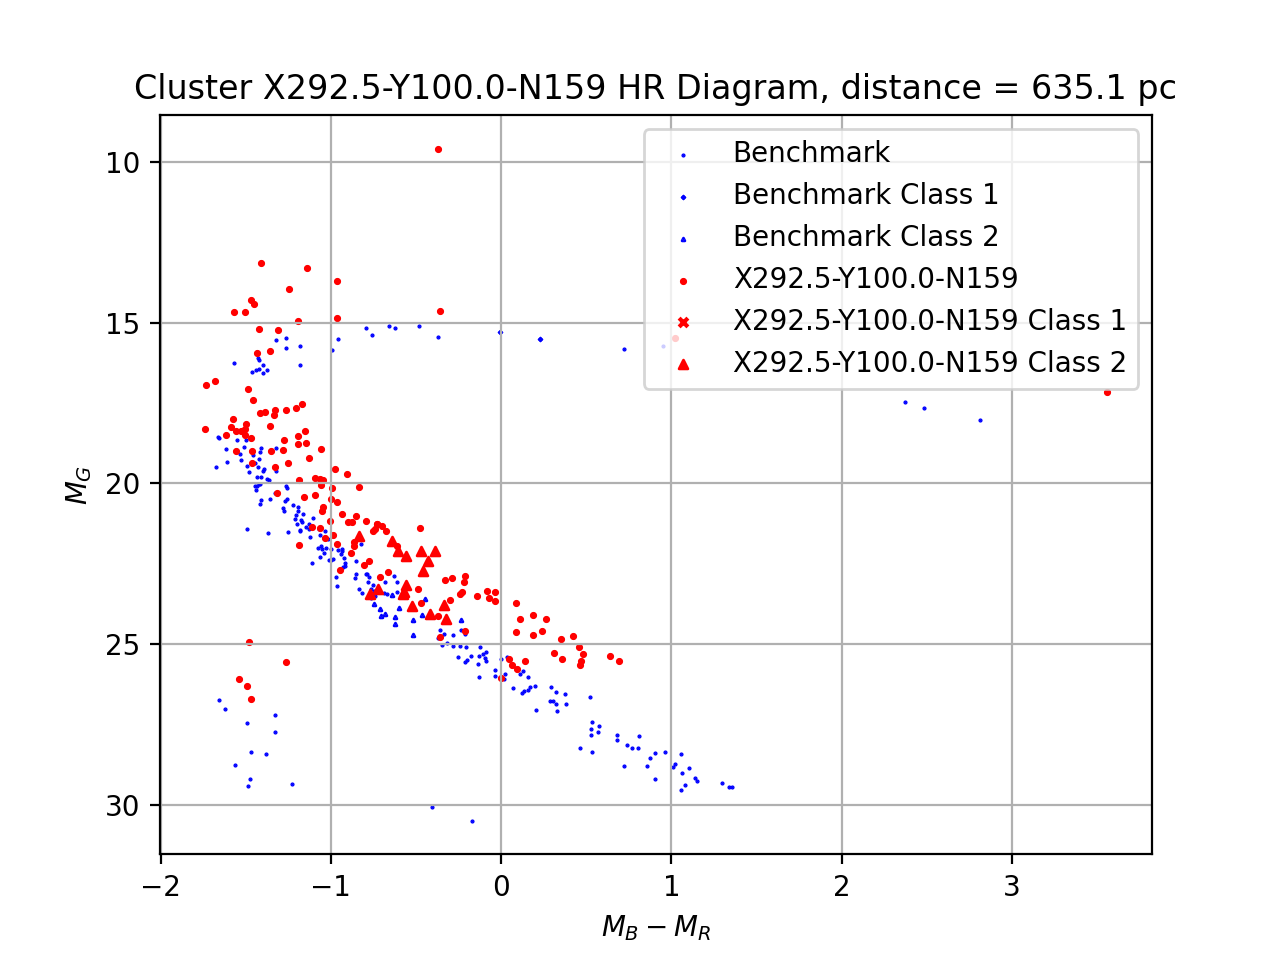 Cluster X292.5-Y100.0-N159 HR Diagram, distance = 635.1 pc
Benchmark
Benchmark Class 1
Benchmark Class 2
X292.5-Y100.0-N159
X292.5-Y100.0-N159 Class 1
X292.5-Y100.0-N159 Class 2
10
15
20
25
30
M_G
−2 −1 0 1 2 3
M_B − M_R